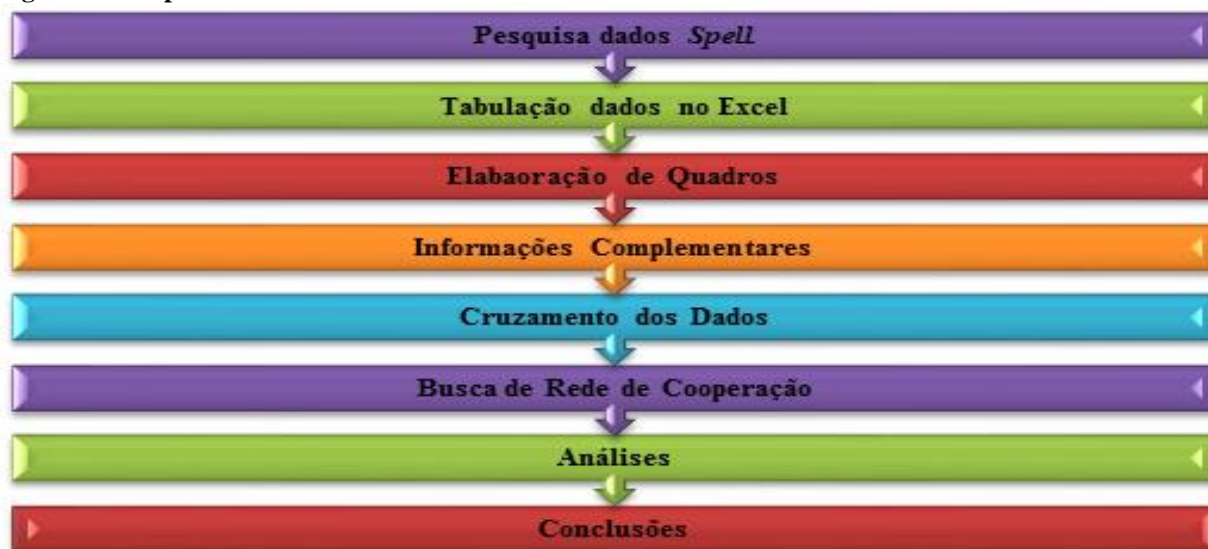 Pesquisa dados Spell
Tabulação dados no Excel
Elabaoração de Quadros
Informações Complementares
Cruzamento dos Dados
Busca de Rede de Cooperação
Análises
Conclusões